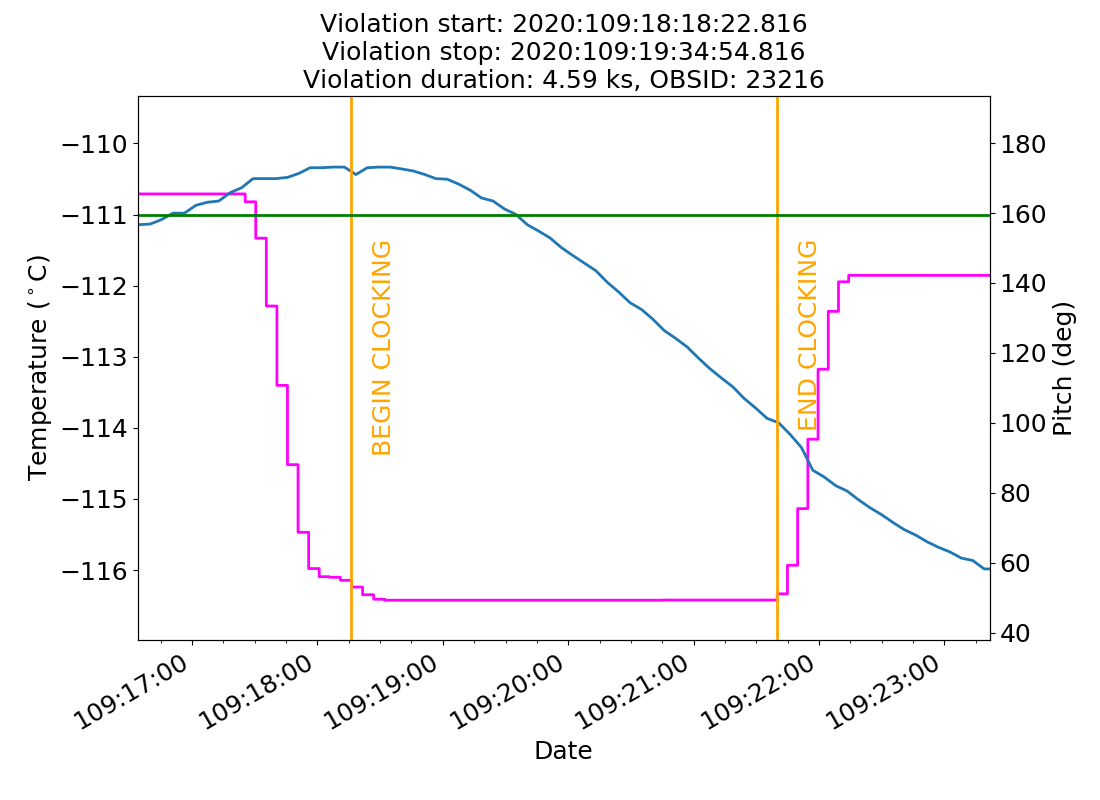 Violation start: 2020:109:18:18:22.816
Violation stop: 2020:109:19:34:54.816
Violation duration: 4.59 ks, OBSID: 23216
−110
−111
−112
−113
−114
−115
−116
Temperature (°C)
BEGIN CLOCKING
END CLOCKING
180
160
140
120
100
80
60
40
Pitch (deg)
109:17:00
109:18:00
109:19:00
109:20:00
109:21:00
109:22:00
109:23:00
Date